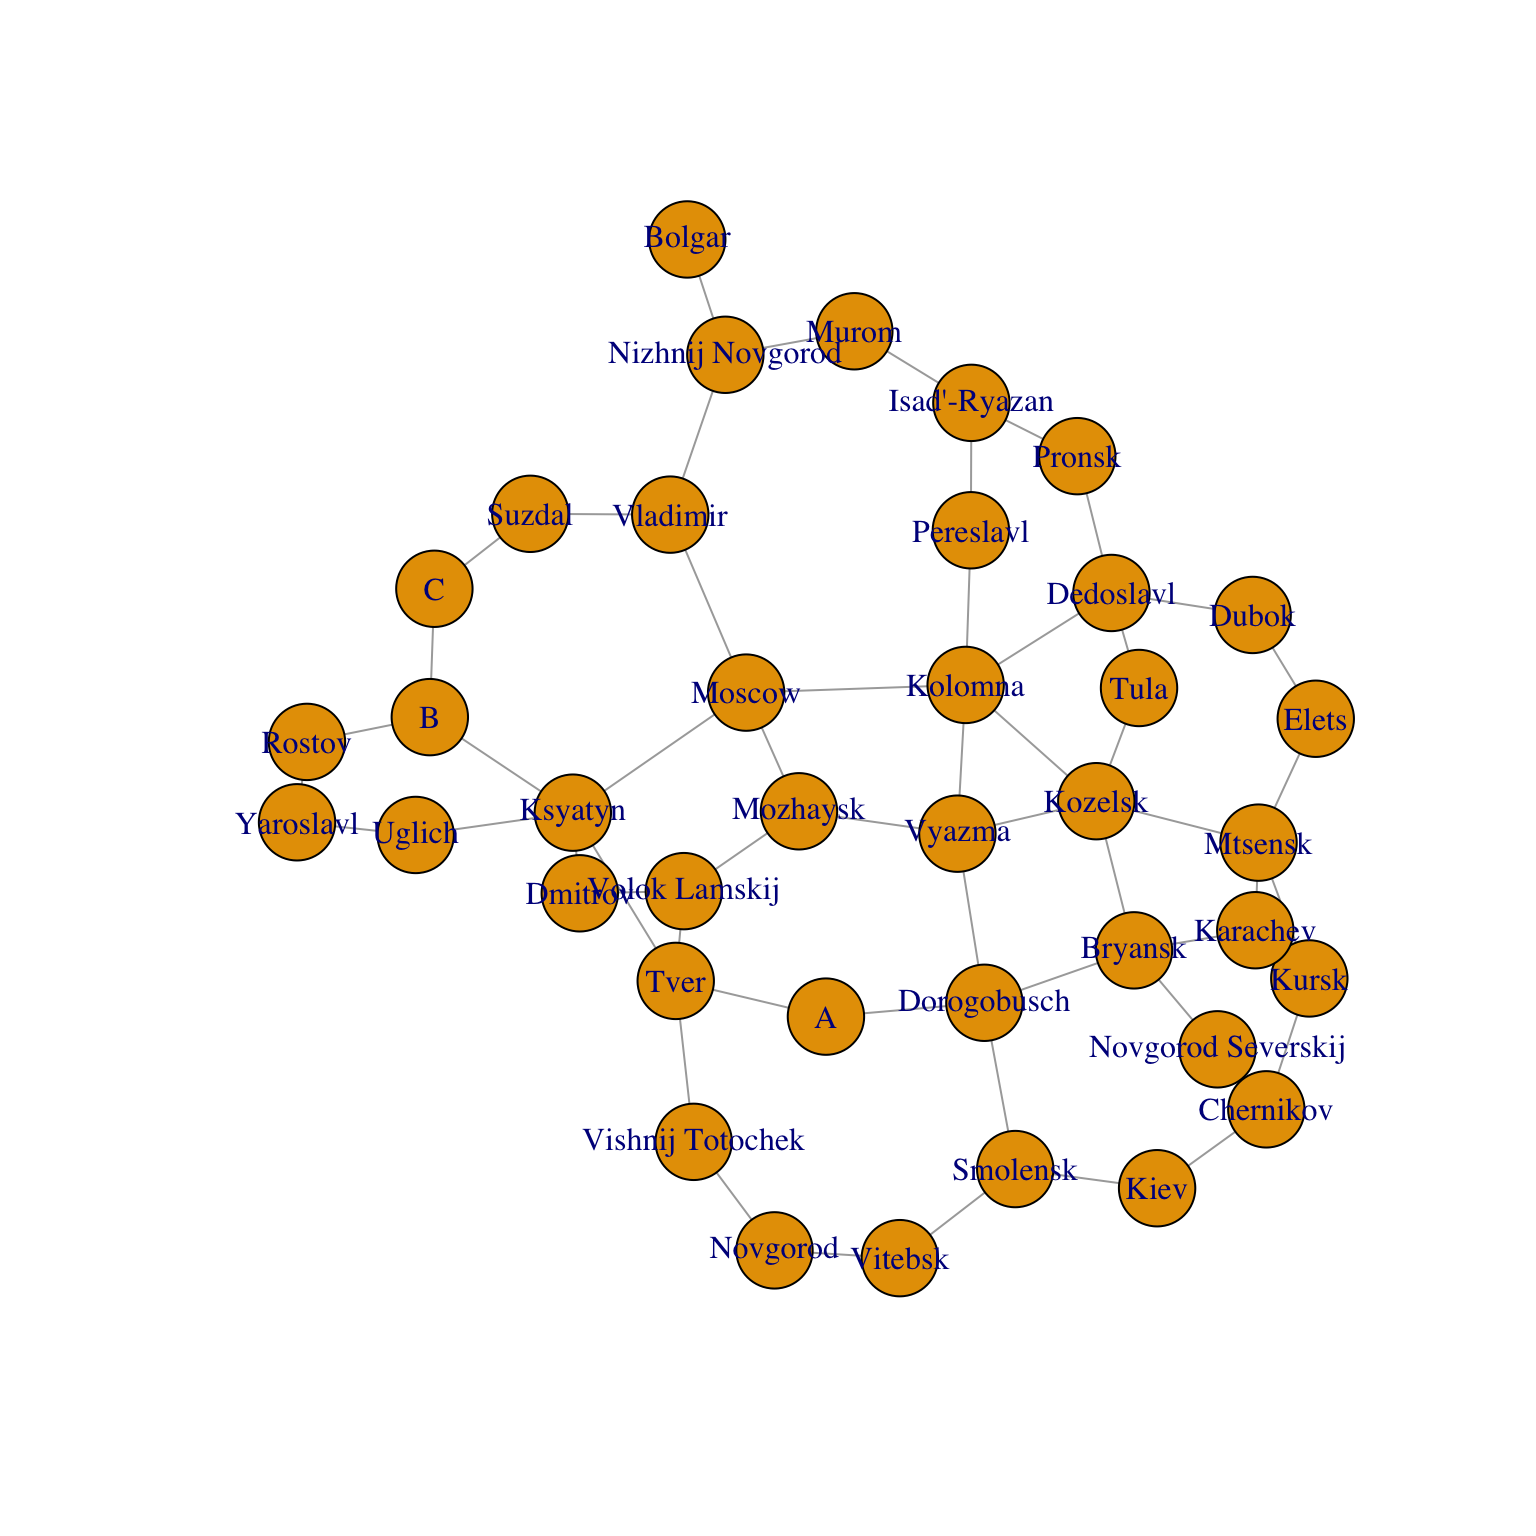 Bolgar
Murom
Nizhnij Novgorod
Isad'-Ryazan
Pronsk
Suzdal
Vladimir
Pereslavl
C
Dedoslavl
Dubok
Moscow
Kolomna
Tula
B
Elets
Rostov
Ksyatyn
Mozhaysk
Kozelsk
Yaroslavl
Uglich
Vyazma
Mtsensk
Dmitrov
Volok Lamskij
Karachev
Bryansk
Tver
Kursk
A
Dorogobusch
Novgorod Severskij
Chernikov
Vishnij Totochek
Smolensk
Kiev
Novgorod
Vitebsk